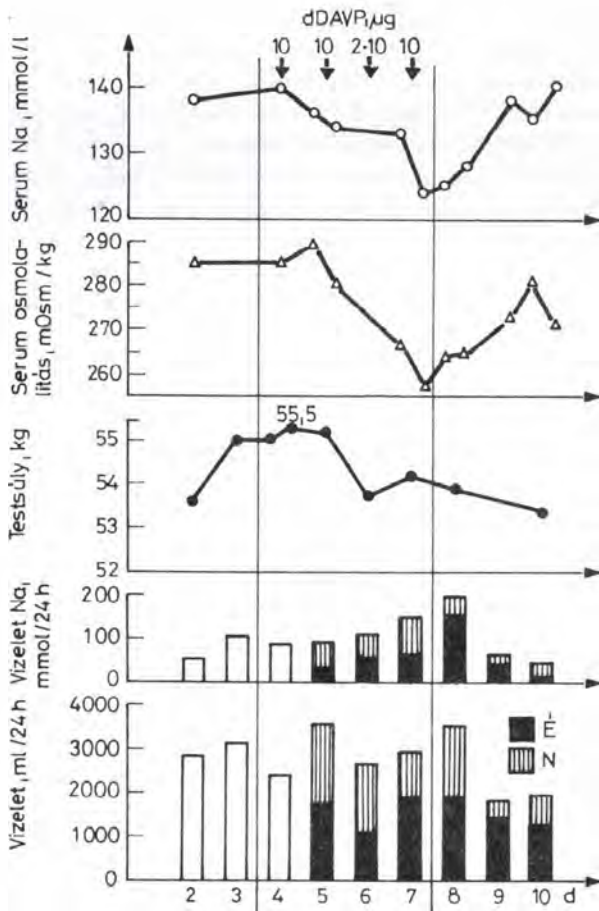 dDAVP, µg
10 10 2-10 10
Serum Na, mmol/l
140
130
120
Serum osmola-
litás, mOsm/kg
290
280
270
260
Testsúly, kg
55,5
55
54
53
52
Vizelet Na,
mmol/24 h
200
100
0
Vizelet, ml/24 h
4000
3000
2000
1000
0
É
N
2 3 4 5 6 7 8 9 10 d